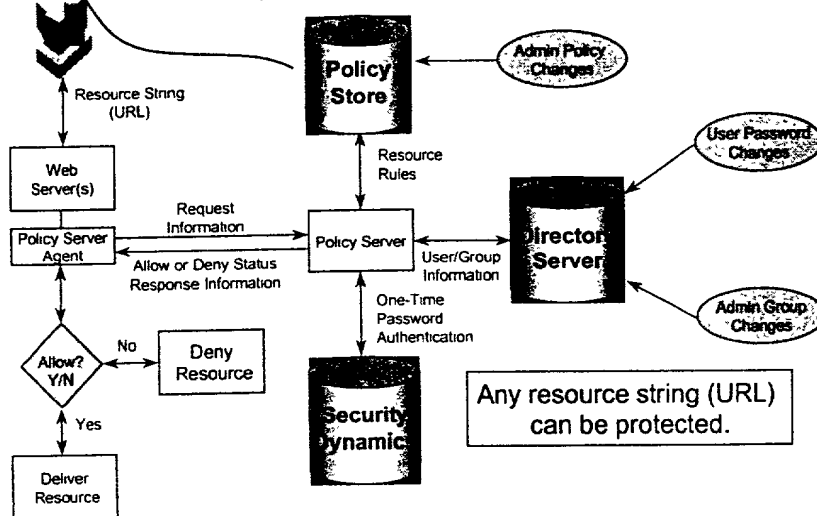 Policy
Store
Admin Policy
Changes
Resource String
(URL)
Web
Server(s)
Resource
Rules
User Password
Changes
Request
Information
Policy Server
Agent
Policy Server
Allow or Deny Status
Response Information
User/Group
Information
Director
Server
One-Time
Password
Authentication
Admin Group
Changes
Allow?
Y/N
No
Deny
Resource
Yes
Security
Dynamic
Any resource string (URL)
can be protected.
Deliver
Resource